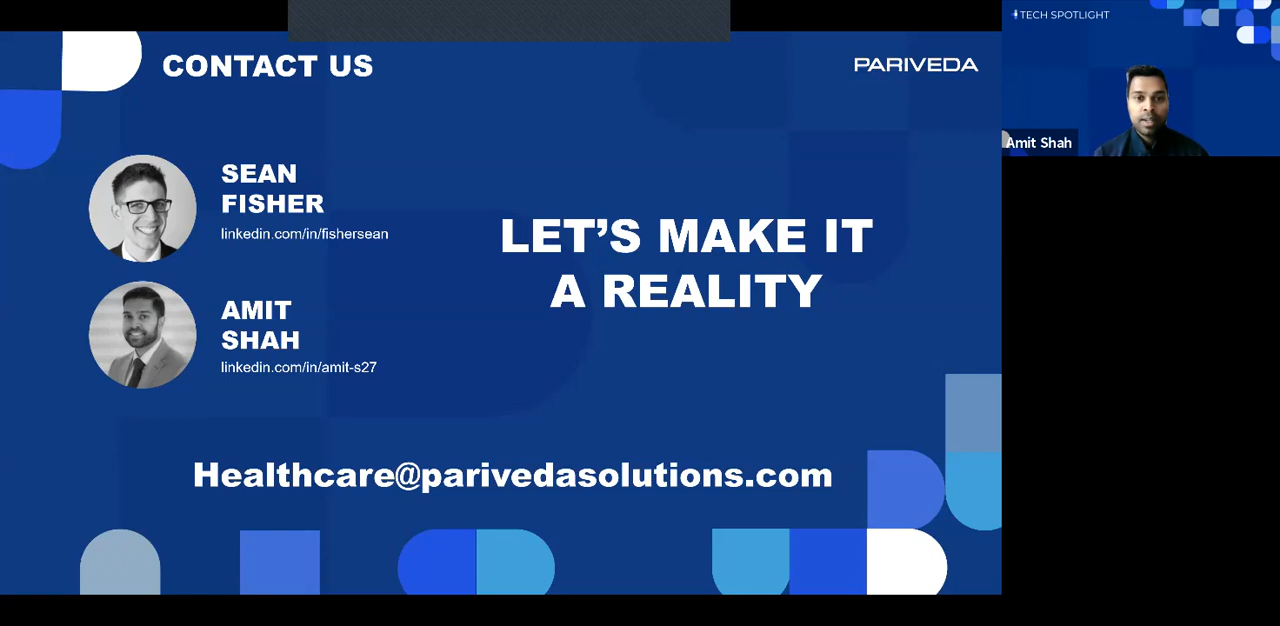 CONTACT US
PARIVEDA
TECH SPOTLIGHT
Amit Shah
SEAN
FISHER
linkedin.com/in/fishersean
LET’S MAKE IT
A REALITY
AMIT
SHAH
linkedin.com/in/amit-s27
Healthcare@parivedasolutions.com